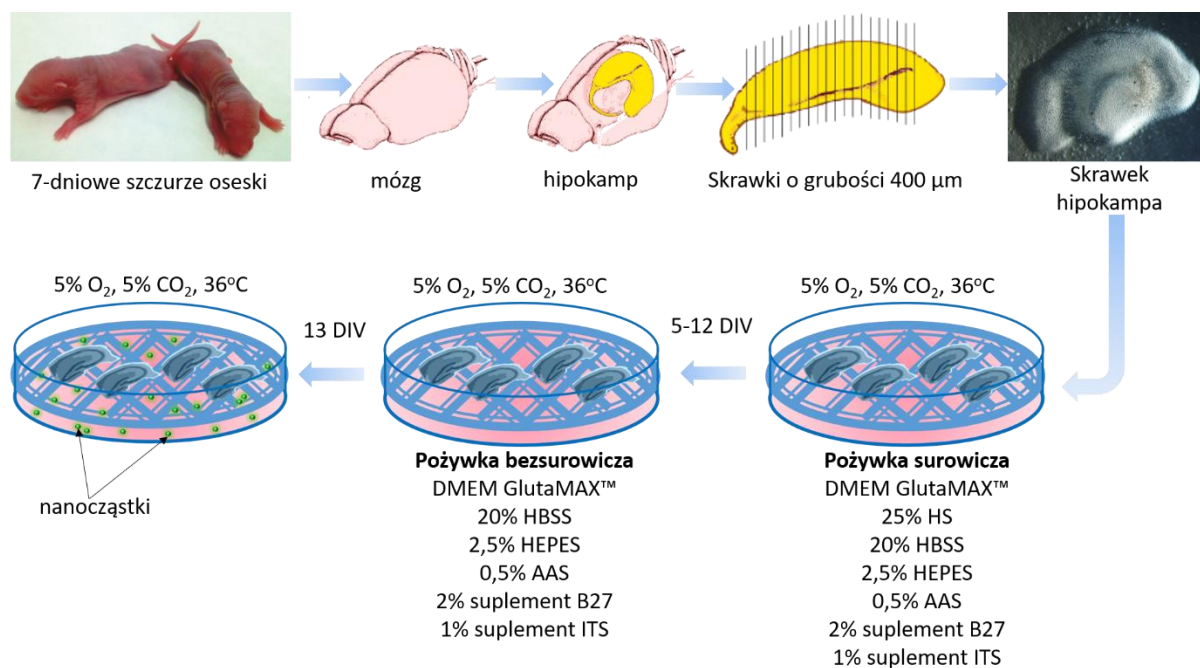 7-dniowe szczurze oseski
mózg
hipokamp
Skrawki o grubości 400 µm
Skrawek
hipokampa
5% O₂, 5% CO₂, 36°C
13 DIV
5% O₂, 5% CO₂, 36°C
5-12 DIV
5% O₂, 5% CO₂, 36°C
nanocząstki
Pożywka bezsurowicza
DMEM GlutaMAX™
20% HBSS
2,5% HEPES
0,5% AAS
2% suplement B27
1% suplement ITS
Pożywka surowicza
DMEM GlutaMAX™
25% HS
20% HBSS
2,5% HEPES
0,5% AAS
2% suplement B27
1% suplement ITS